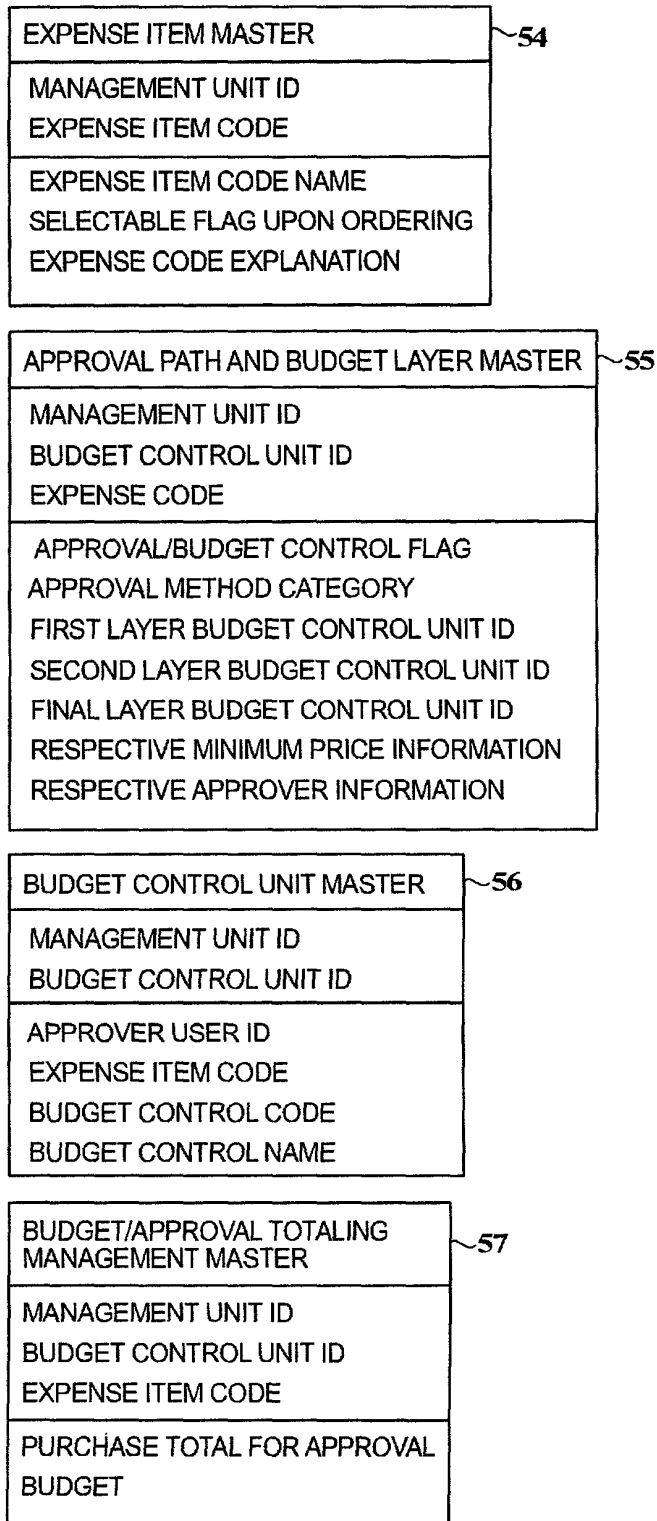 EXPENSE ITEM MASTER
54
MANAGEMENT UNIT ID
EXPENSE ITEM CODE
EXPENSE ITEM CODE NAME
SELECTABLE FLAG UPON ORDERING
EXPENSE CODE EXPLANATION
APPROVAL PATH AND BUDGET LAYER MASTER
55
MANAGEMENT UNIT ID
BUDGET CONTROL UNIT ID
EXPENSE CODE
APPROVAL/BUDGET CONTROL FLAG
APPROVAL METHOD CATEGORY
FIRST LAYER BUDGET CONTROL UNIT ID
SECOND LAYER BUDGET CONTROL UNIT ID
FINAL LAYER BUDGET CONTROL UNIT ID
RESPECTIVE MINIMUM PRICE INFORMATION
RESPECTIVE APPROVER INFORMATION
BUDGET CONTROL UNIT MASTER
56
MANAGEMENT UNIT ID
BUDGET CONTROL UNIT ID
APPROVER USER ID
EXPENSE ITEM CODE
BUDGET CONTROL CODE
BUDGET CONTROL NAME
BUDGET/APPROVAL TOTALING
MANAGEMENT MASTER
57
MANAGEMENT UNIT ID
BUDGET CONTROL UNIT ID
EXPENSE ITEM CODE
PURCHASE TOTAL FOR APPROVAL
BUDGET